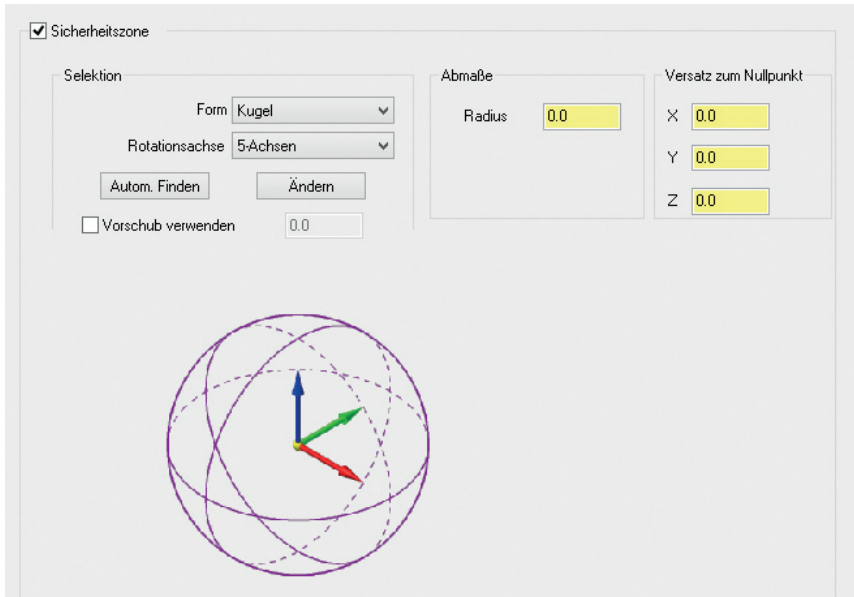 Sicherheitszone
Selektion
Form Kugel
Rotationsachse 5-Achsen
Autom. Finden Ändern
Vorschub verwenden 0.0
Abmaße
Radius 0.0
Versatz zum Nullpunkt
X 0.0
Y 0.0
Z 0.0